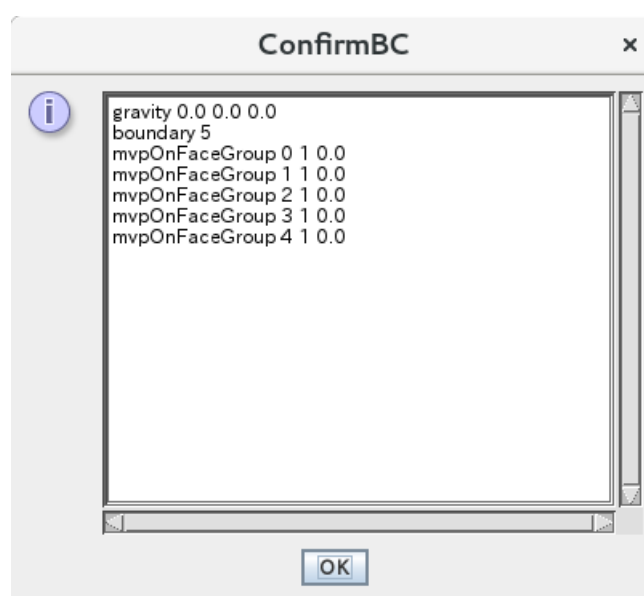 ConfirmBC
gravity 0.0 0.0 0.0
boundary 5
mvpOnFaceGroup 0 1 0.0
mvpOnFaceGroup 1 1 0.0
mvpOnFaceGroup 2 1 0.0
mvpOnFaceGroup 3 1 0.0
mvpOnFaceGroup 4 1 0.0
OK